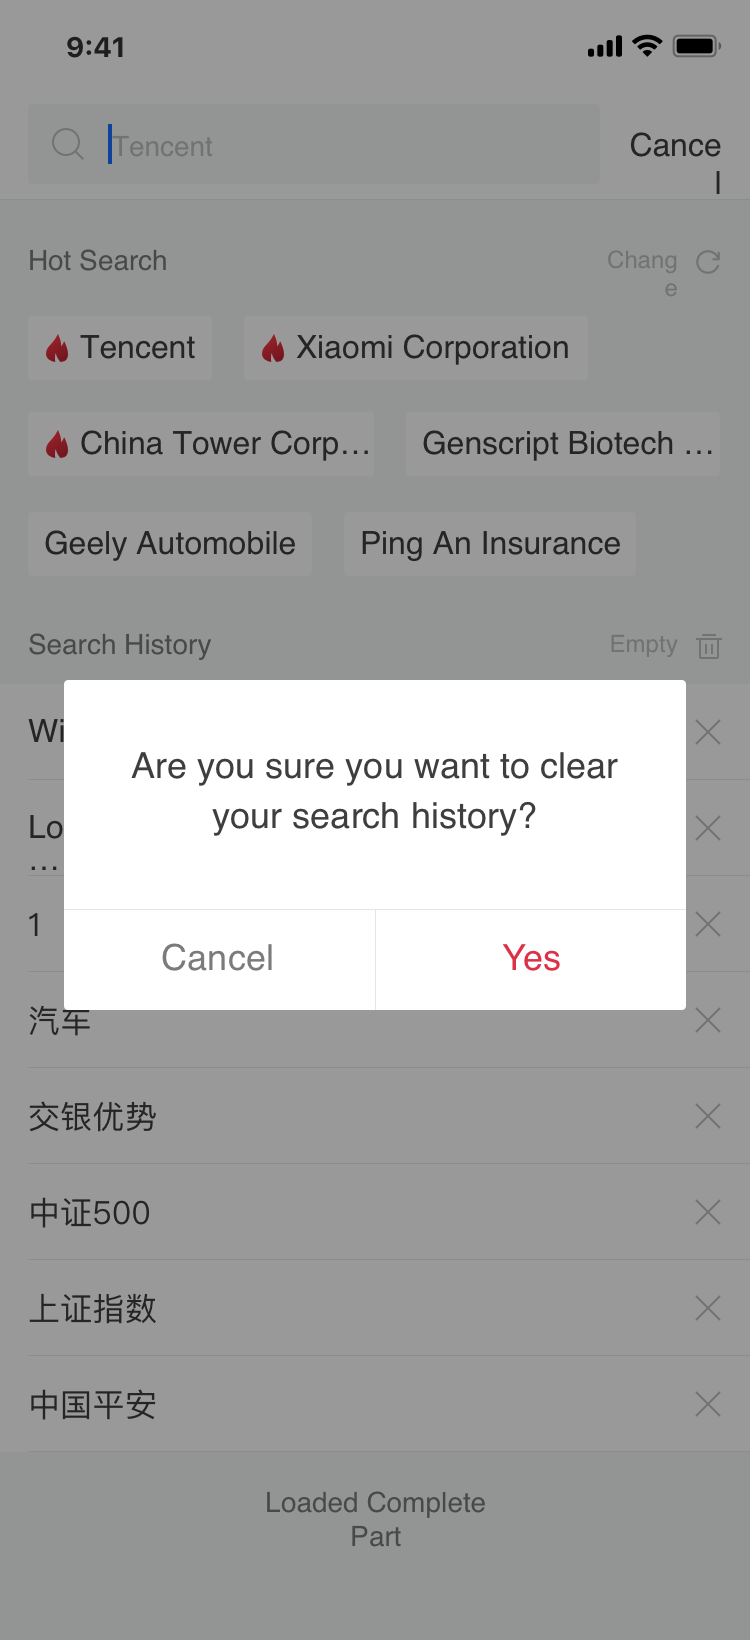 9:41
Tencent
Cance
l
Hot Search
Chang
e
Tencent
Xiaomi Corporation
China Tower Corp...
Genscript Biotech ...
Geely Automobile
Ping An Insurance
Search History
Empty
Wi
Are you sure you want to clear
your search history?
Lo
...
1
Cancel
Yes
汽车
交银优势
中证500
上证指数
中国平安
Loaded Complete
Part